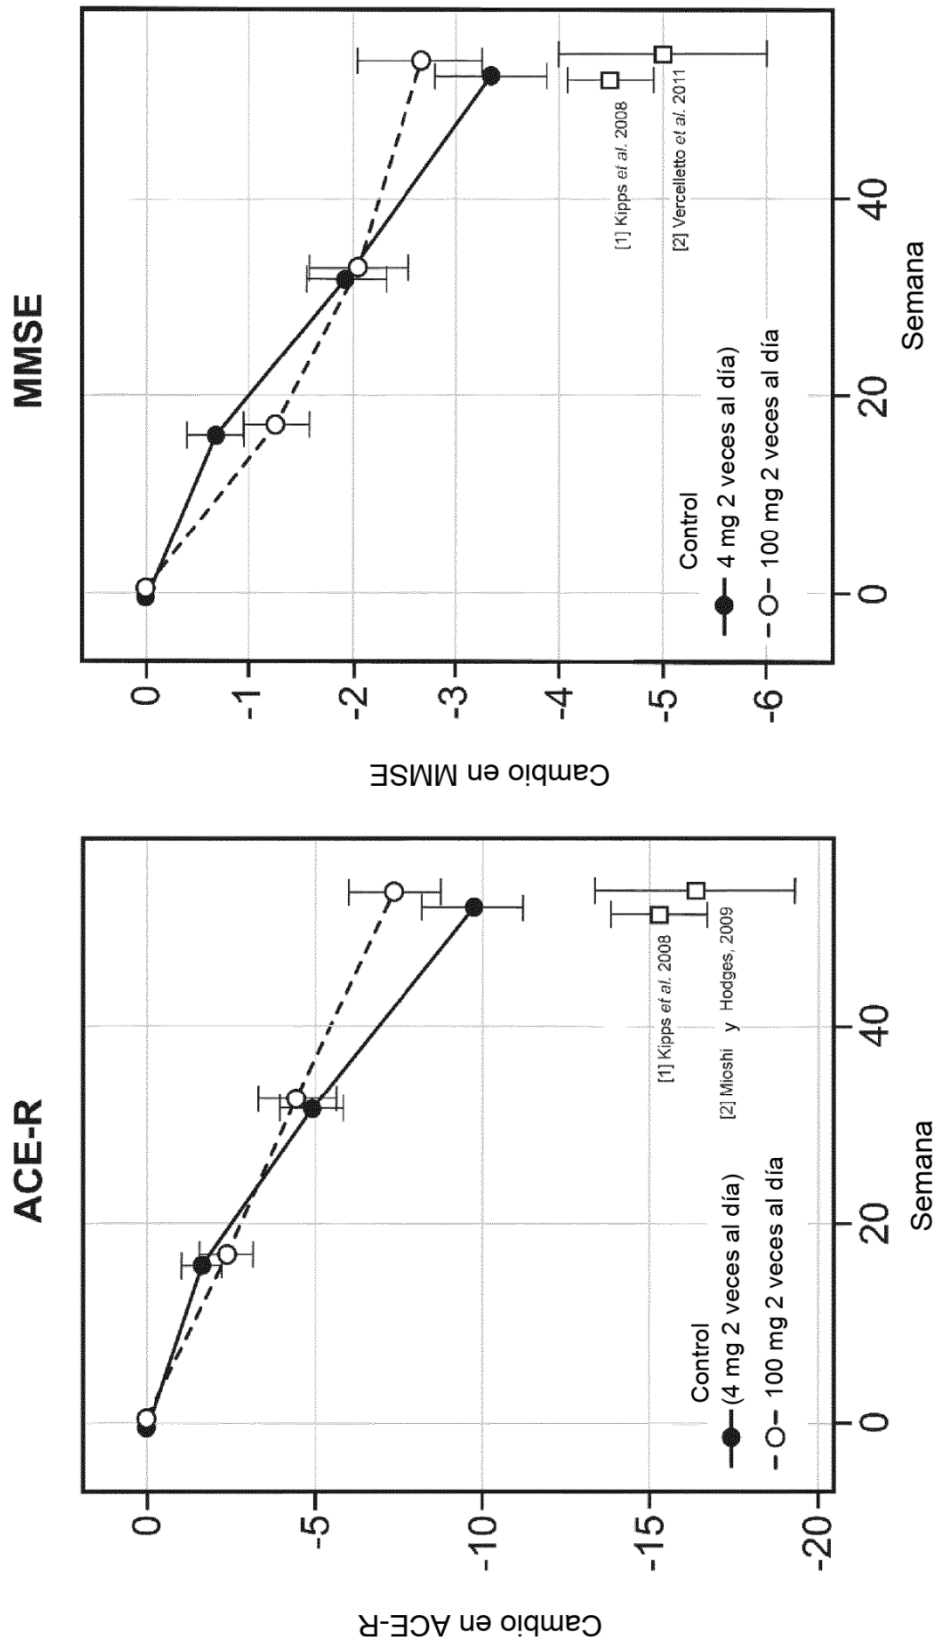 ACE-R
Cambio en ACE-R
0
-5
-10
-15
-20
[1] Kipps et al. 2008
[2] Mioshi y Hodges, 2009
Control
(4 mg 2 veces al día)
100 mg 2 veces al día
0
20
40
Semana
MMSE
Cambio en MMSE
0
-1
-2
-3
-4
-5
-6
[1] Kipps et al. 2008
[2] Vercelletto et al. 2011
Control
4 mg 2 veces al día)
100 mg 2 veces al día
0
20
40
Semana